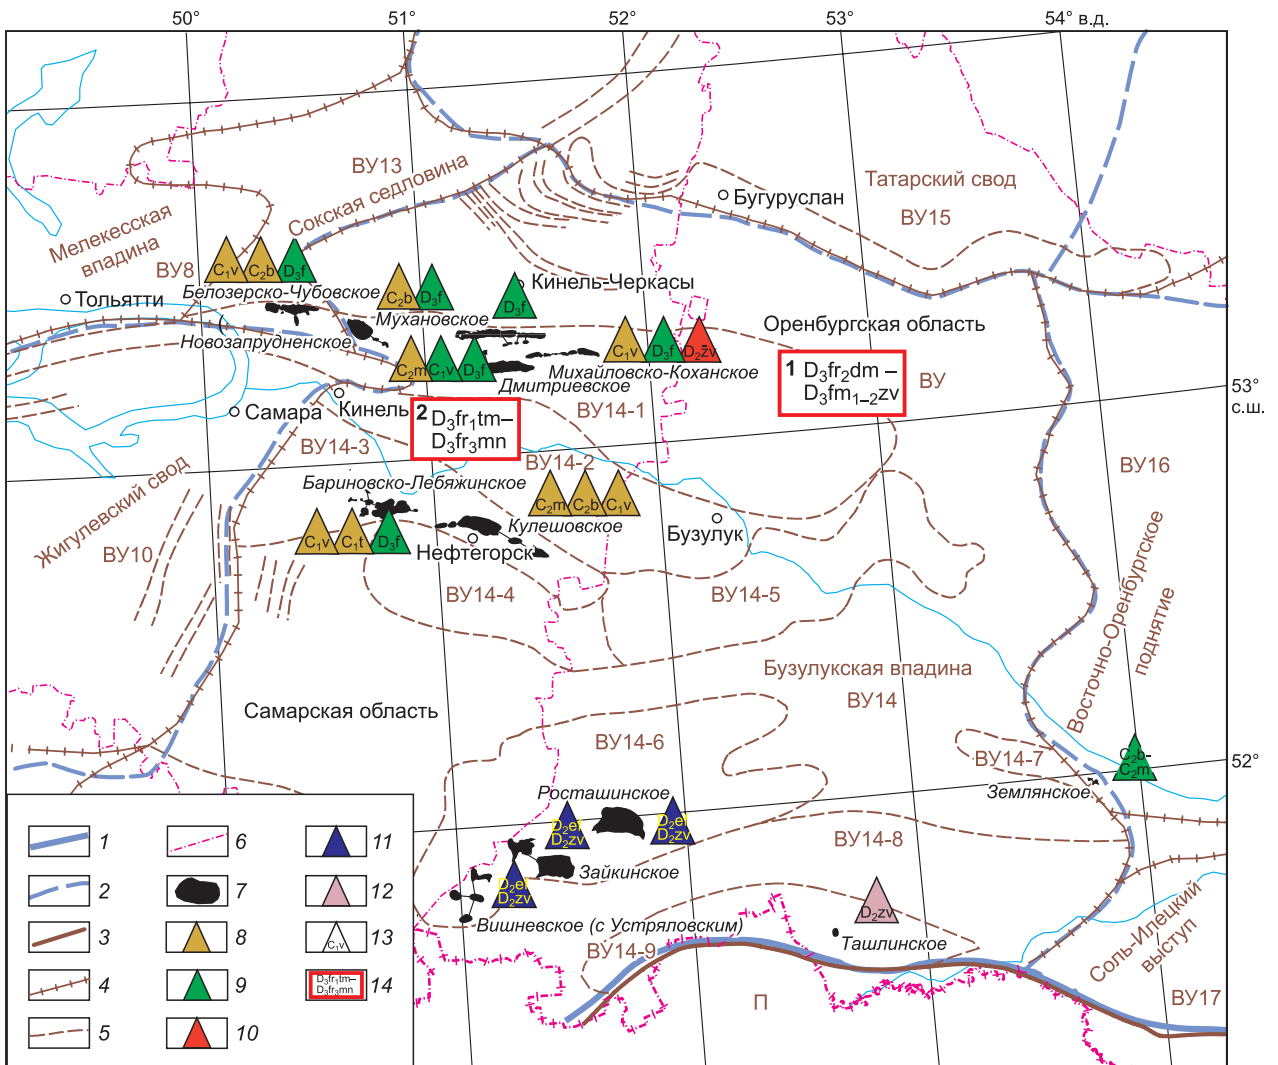 50°
51°
52°
53°
54° в.д.
ВУ13
Сокская седловина
Татарский свод
ВУ15
Бугуруслан
Мелекесская
впадина
ВУ8
C₁v
C₂b
D₃f
Белозерско-Чубовское
Тольятти
C₂b
D₃f
Мухановское
D₃f
Кинель-Черкасы
Новозапрудненское
C₂m
C₁v
D₃f
Дмитриевское
C₁v
D₃f
D₂zv
Михайловско-Коханское
Оренбургская область
1 D₃fr₂dm –
D₃fm₁₋₂zv
ВУ
53°
с.ш.
Самара
Кинель
2 D₃fr₁tm–
D₃fr₃mn
ВУ14-1
ВУ14-3
ВУ14-2
ВУ16
Жигулевский свод
ВУ10
Бариновско-Лебяжинское
C₂m
C₂b
C₁v
Кулешовское
C₁v
C₁t
D₃f
Нефтегорск
Бузулук
ВУ14-4
ВУ14-5
Восточно-Оренбургское
поднятие
Бузулукская впадина
ВУ14
Самарская область
ВУ14-6
ВУ14-7
C₂b-
C₂m
52°
Землянское
Росташинское
D₂ef
D₂zv
D₂ef
D₂zv
ВУ14-8
Зайкинское
D₂ef
D₂zv
Вишневское (с Устряловским)
D₂zv
Ташлинское
ВУ14-9
Соль-Илецкий
выступ
П
ВУ17
1
2
3
4
5
6
7
8
9
10
11
12
C₁v
13
D₃fr₁tm–
D₃fr₃mn
14